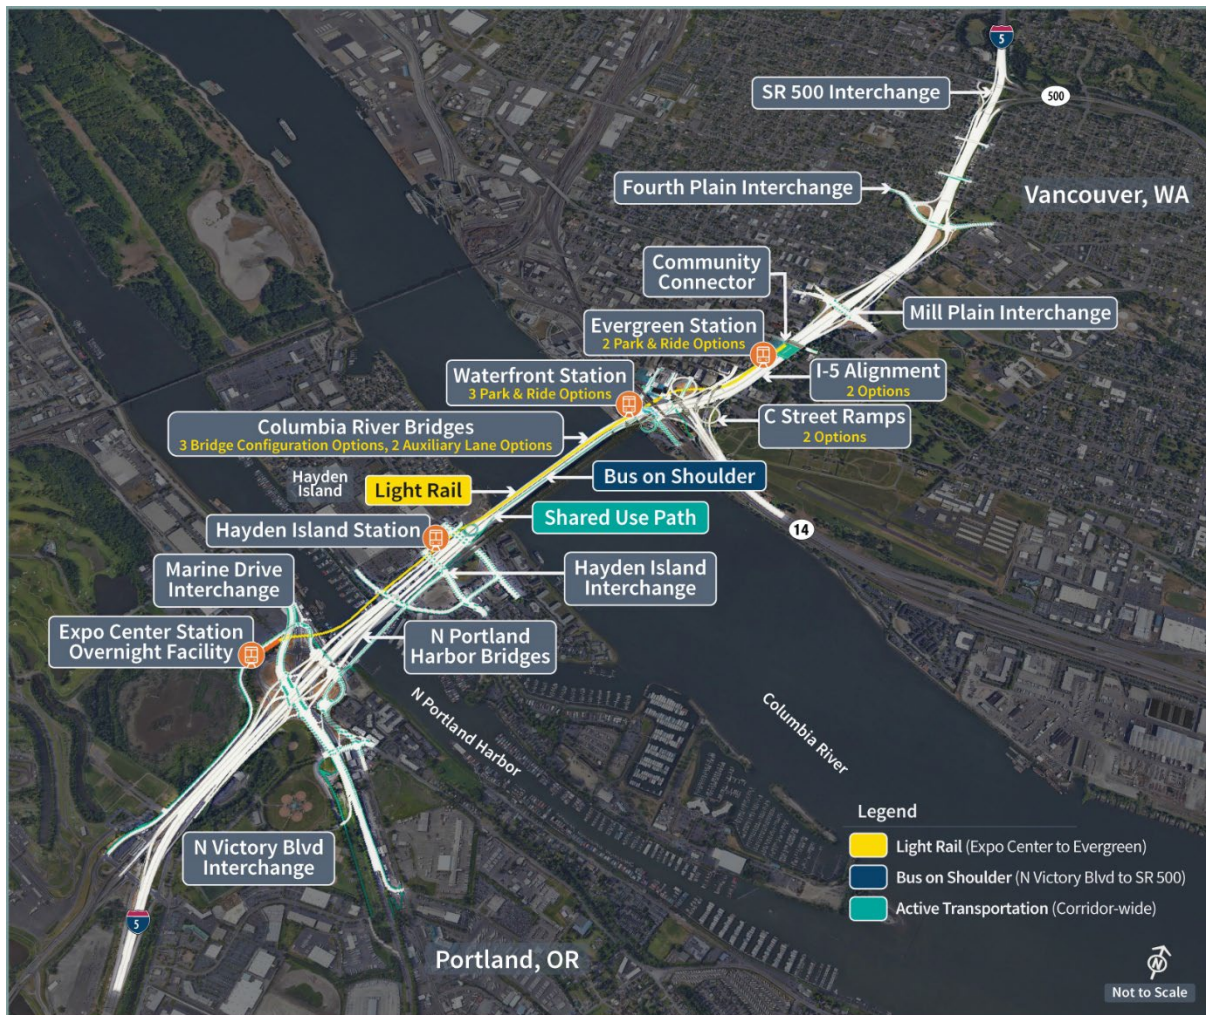 5
SR 500 Interchange
500
Fourth Plain Interchange
Vancouver, WA
Community
Connector
Mill Plain Interchange
Evergreen Station
2 Park & Ride Options
I-5 Alignment
2 Options
Waterfront Station
3 Park & Ride Options
C Street Ramps
2 Options
Columbia River Bridges
3 Bridge Configuration Options, 2 Auxiliary Lane Options
Hayden
Island
Light Rail
Bus on Shoulder
Shared Use Path
14
Hayden Island Station
Marine Drive
Interchange
Hayden Island
Interchange
Expo Center Station
Overnight Facility
N Portland
Harbor Bridges
N Portland Harbor
Columbia River
N Victory Blvd
Interchange
5
Portland, OR
Legend
Light Rail (Expo Center to Evergreen)
Bus on Shoulder (N Victory Blvd to SR 500)
Active Transportation (Corridor-wide)
N
Not to Scale